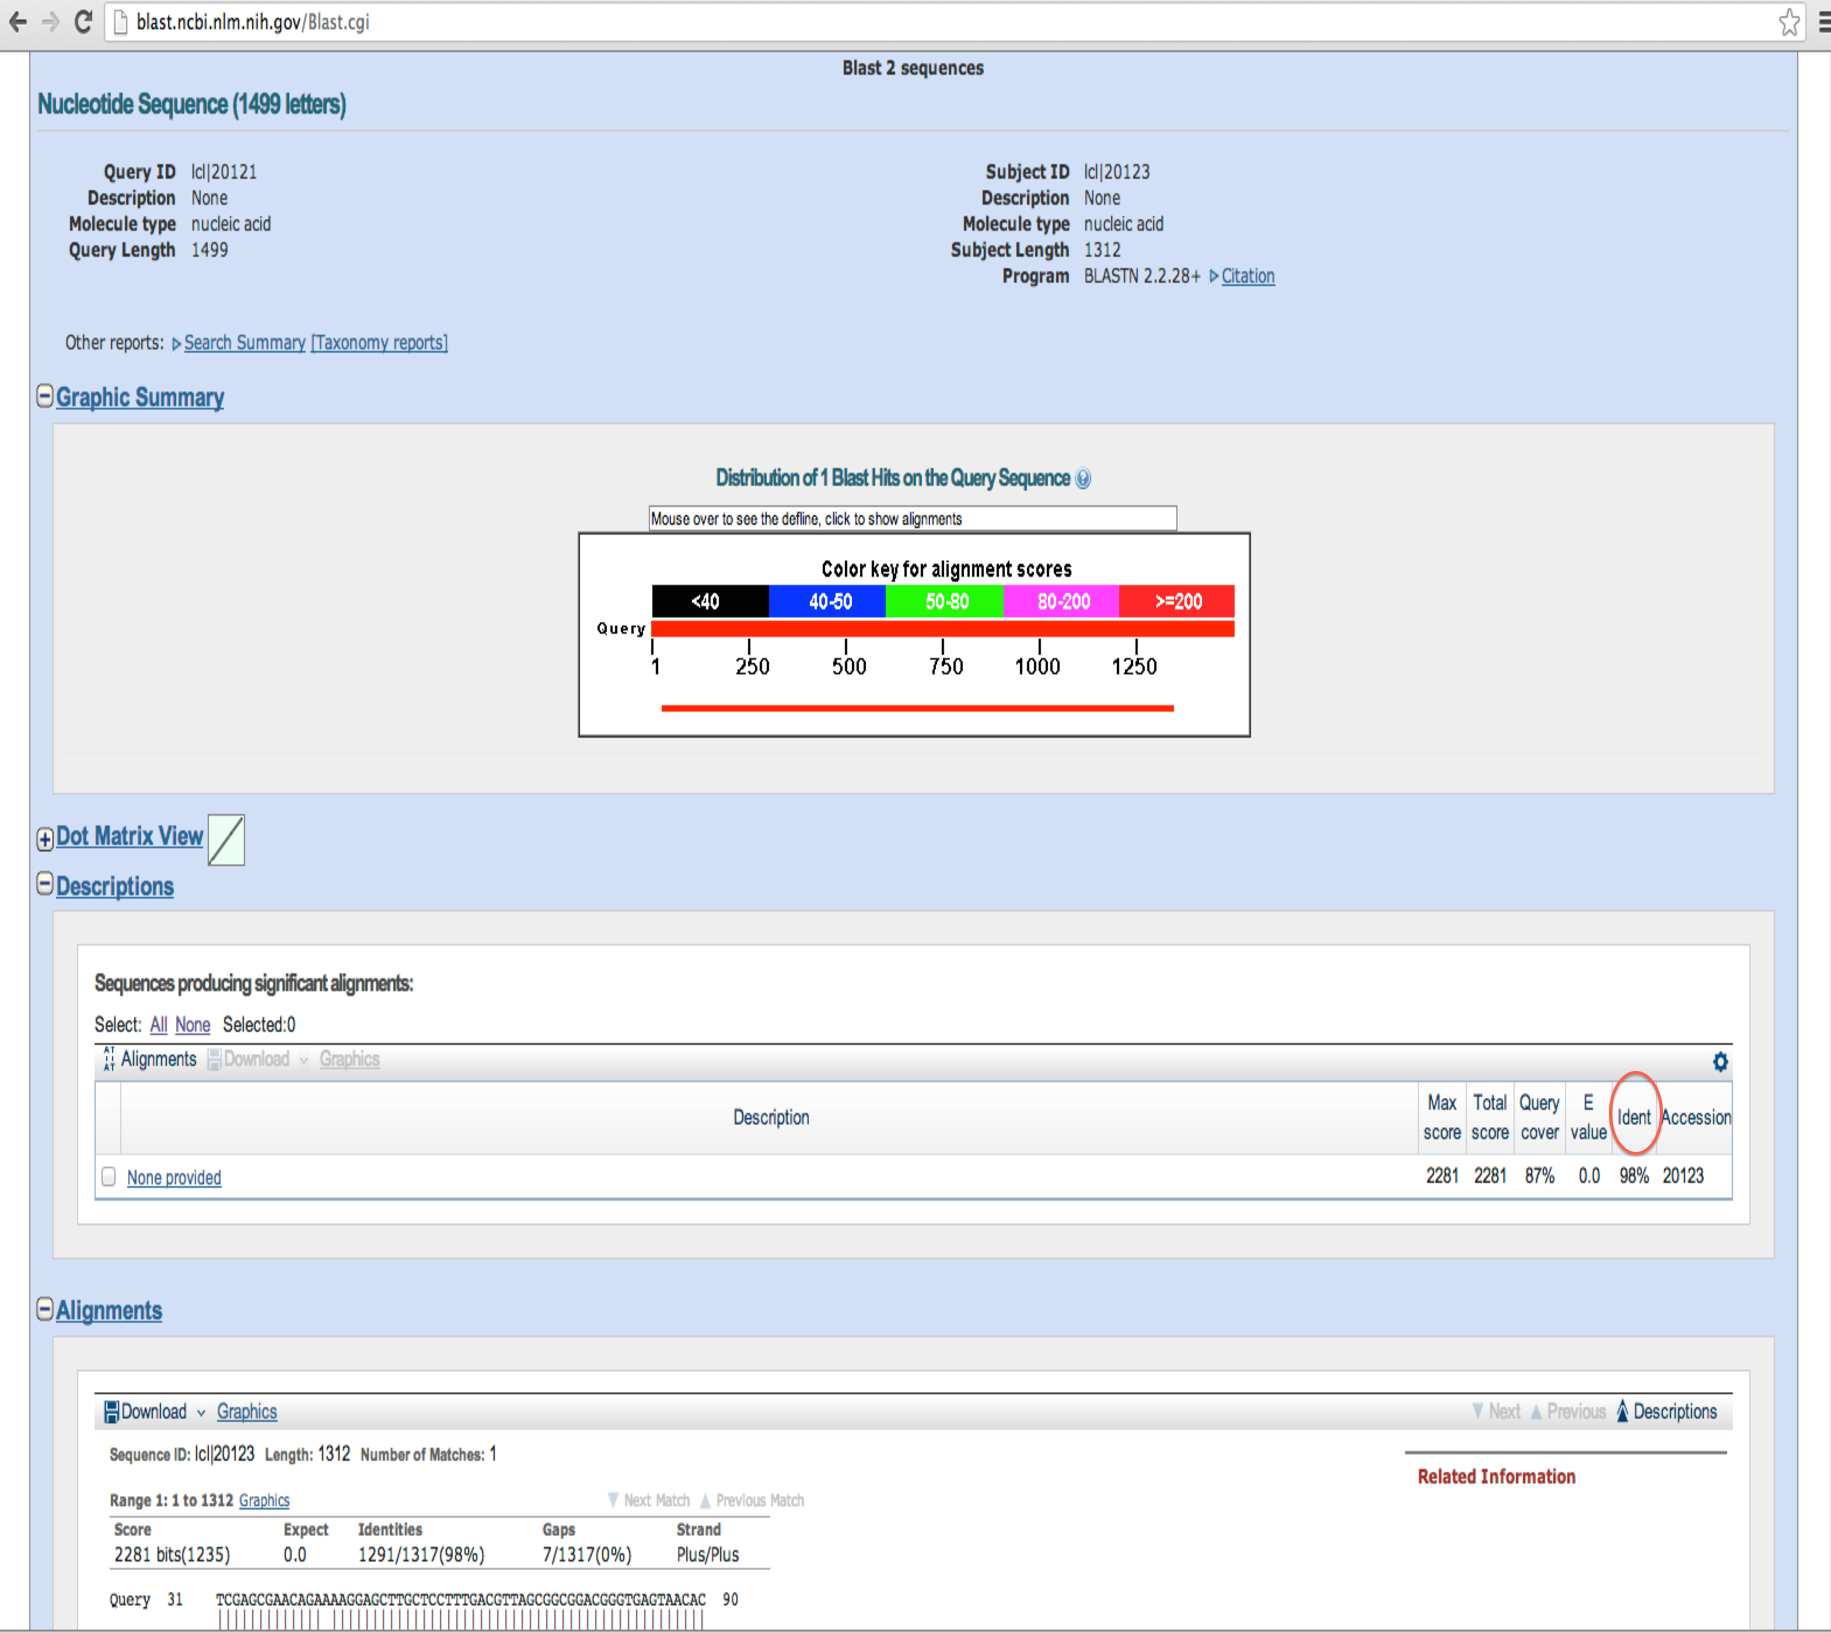 blast.ncbi.nlm.nih.gov/Blast.cgi
Blast 2 sequences
Nucleotide Sequence (1499 letters)
Query ID lcl|20121
Description None
Molecule type nucleic acid
Query Length 1499
Subject ID lcl|20123
Description None
Molecule type nucleic acid
Subject Length 1312
Program BLASTN 2.2.28+ Citation
Other reports: Search Summary [Taxonomy reports]
Graphic Summary
Distribution of 1 Blast Hits on the Query Sequence
Mouse over to see the defline, click to show alignments
Color key for alignment scores
<40 40-50 50-80 80-200 >=200
Query
1 250 500 750 1000 1250
Dot Matrix View
Descriptions
Sequences producing significant alignments:
Select: All None Selected:0
Alignments Download Graphics
Description Max score Total score Query cover E value Ident Accession
None provided 2281 2281 87% 0.0 98% 20123
Alignments
Download Graphics Next Previous Descriptions
Sequence ID: lcl|20123 Length: 1312 Number of Matches: 1
Related Information
Range 1: 1 to 1312 Graphics Next Match Previous Match
Score Expect Identities Gaps Strand
2281 bits(1235) 0.0 1291/1317(98%) 7/1317(0%) Plus/Plus
Query 31 TCGAGCGAACAGAAAAGGAGCTTGCTCCTTTGACGTTAGCGGCGGACGGGTGAGTAACAC 90